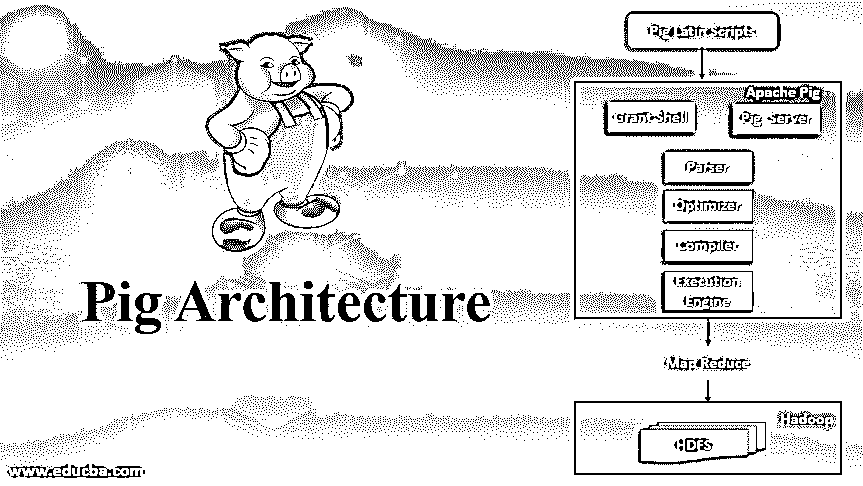 Pig Latin Scripts
Apache Pig
Grant Shell
Pig Server
Parser
Optimizer
Compiler
Execution
Engine
Pig Architecture
Map Reduce
Hadoop
HDFS
www.educba.com